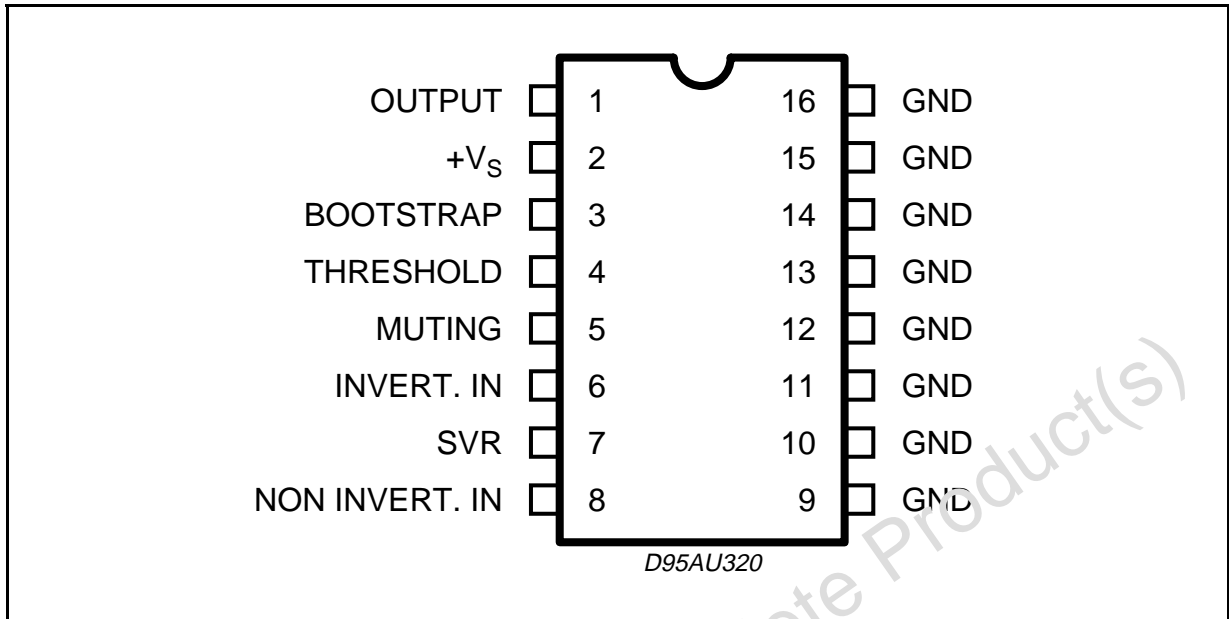 OUTPUT 1 16 GND
+VS 2 15 GND
BOOTSTRAP 3 14 GND
THRESHOLD 4 13 GND
MUTING 5 12 GND
INVERT. IN 6 11 GND
SVR 7 10 GND
NON INVERT. IN 8 9 GND
D95AU320
ete Product(s)